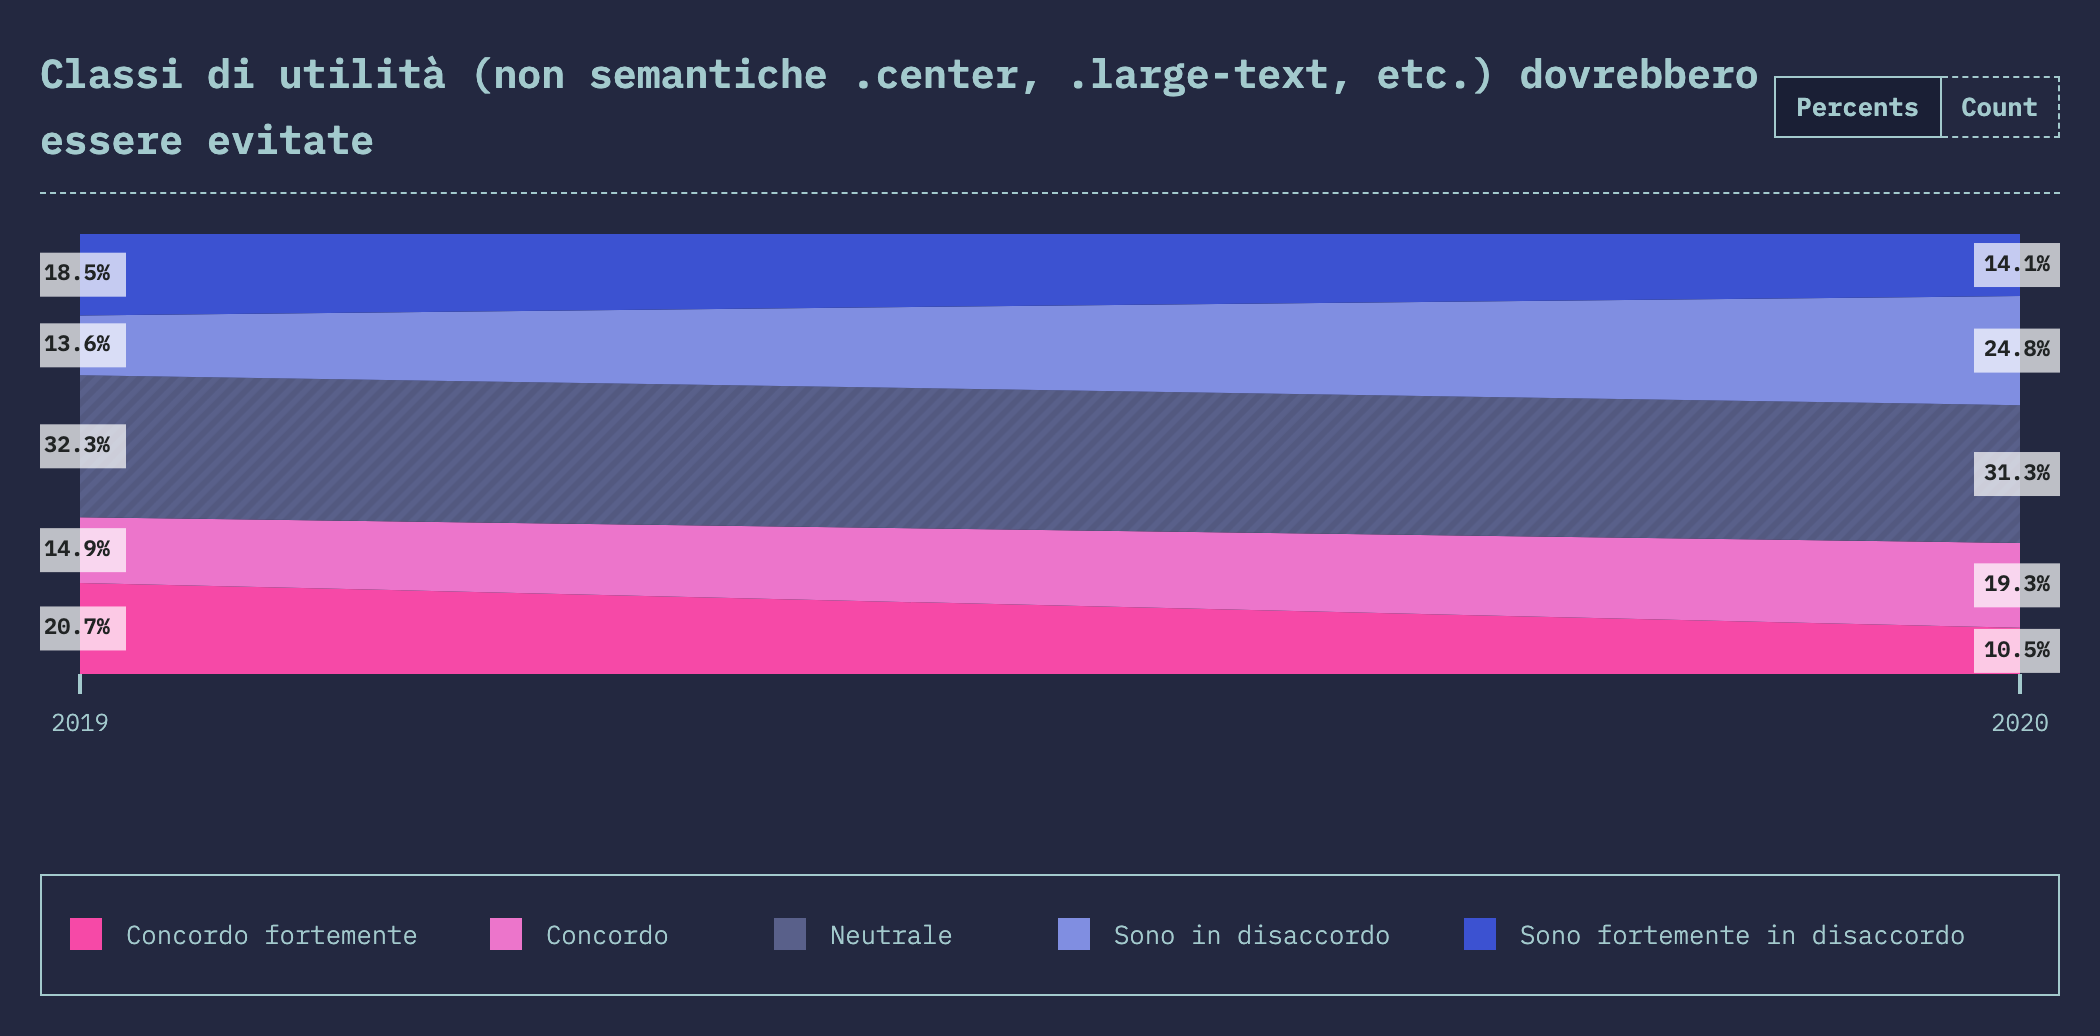 Classi di utilità (non semantiche .center, .large-text, etc.) dovrebbero
essere evitate
Percents
Count
18.5%
13.6%
32.3%
14.9%
20.7%
14.1%
24.8%
31.3%
19.3%
10.5%
2019
2020
Concordo fortemente
Concordo
Neutrale
Sono in disaccordo
Sono fortemente in disaccordo